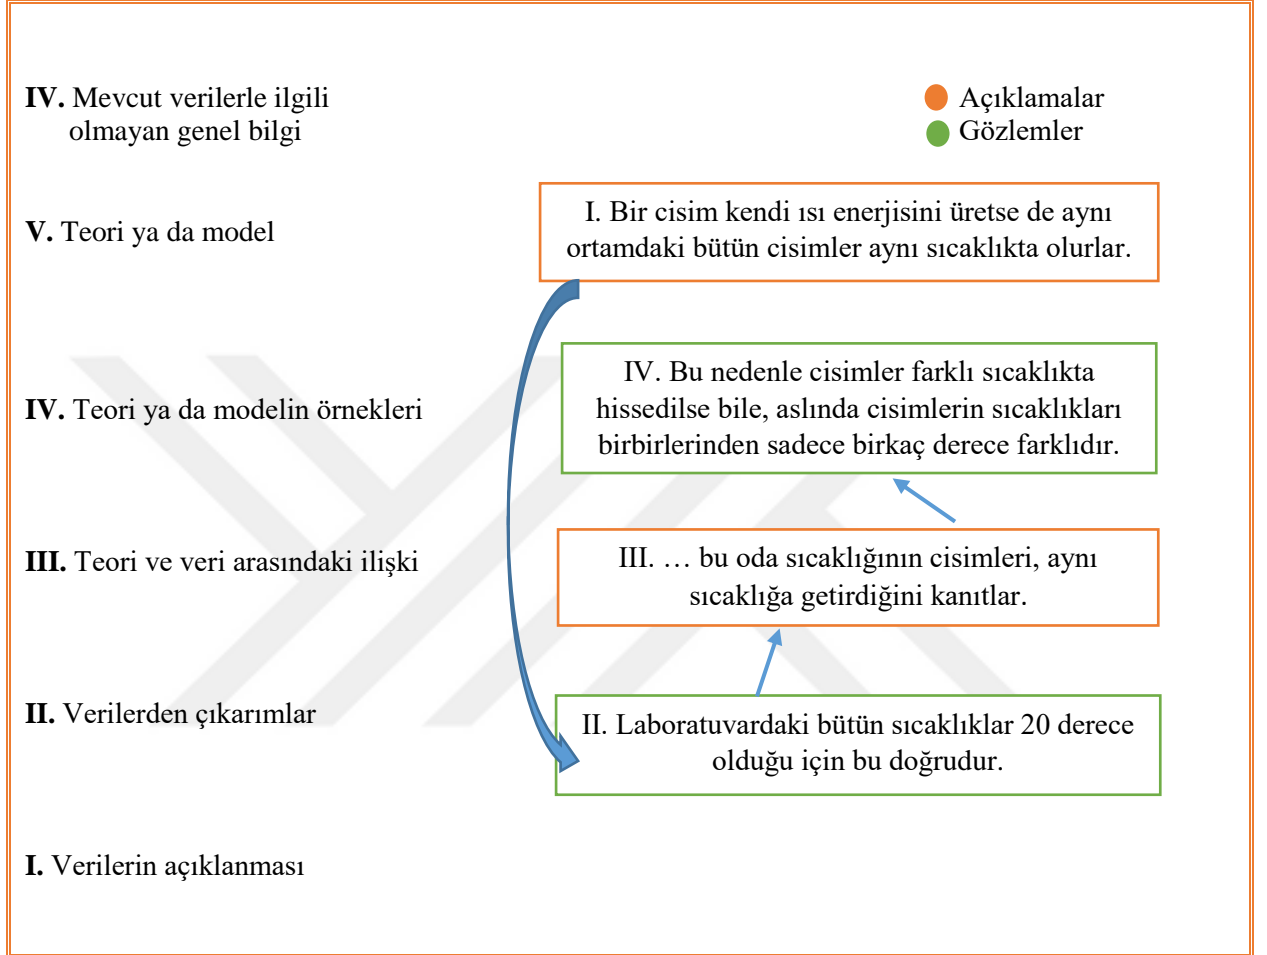 IV. Mevcut verilerle ilgili
olmayan genel bilgi
Açıklamalar
Gözlemler
V. Teori ya da model
I. Bir cisim kendi ısı enerjisini üretse de aynı
ortamdaki bütün cisimler aynı sıcaklıkta olurlar.
IV. Teori ya da modelin örnekleri
IV. Bu nedenle cisimler farklı sıcaklıkta
hissedilse bile, aslında cisimlerin sıcaklıkları
birbirlerinden sadece birkaç derece farklıdır.
III. Teori ve veri arasındaki ilişki
III. … bu oda sıcaklığının cisimleri, aynı
sıcaklığa getirdiğini kanıtlar.
II. Verilerden çıkarımlar
II. Laboratuvardaki bütün sıcaklıklar 20 derece
olduğu için bu doğrudur.
I. Verilerin açıklanması